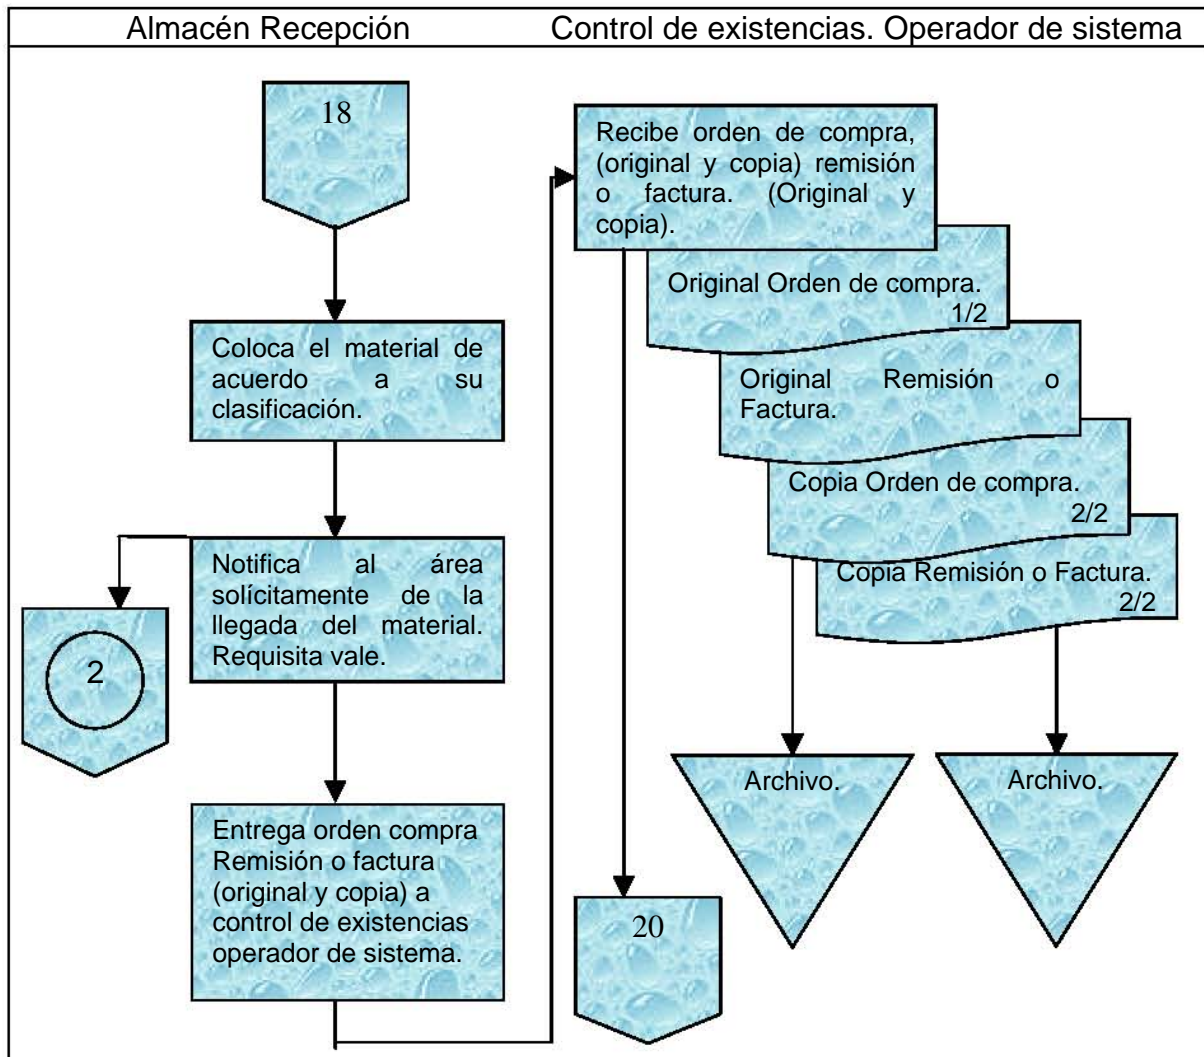 Almacén Recepción
Control de existencias. Operador de sistema
18
Coloca el material de
acuerdo a su
clasificación.
Notifica al área
solícitamente de la
llegada del material.
Requisita vale.
2
Entrega orden compra
Remisión o factura
(original y copia) a
control de existencias
operador de sistema.
Recibe orden de compra,
(original y copia) remisión
o factura. (Original y
copia).
Original Orden de compra.
1/2
Original Remisión o
Factura.
Copia Orden de compra.
2/2
Copia Remisión o Factura.
2/2
Archivo.
Archivo.
20